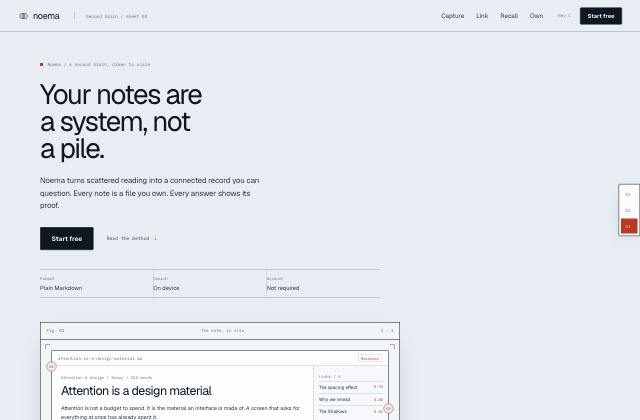 noema
Second brain / sheet 03
Capture Link Recall Own Rev C Start free
Noema / a second brain, drawn to scale
Your notes are
a system, not
a pile.
Noema turns scattered reading into a connected record you can
question. Every note is a file you own. Every answer shows its
proof.
Start free Read the method ↓
Format Search Account
Plain Markdown On device Not required
01
02
03
Fig. 01 The note, in situ 1 : 1
attention-is-a-design-material.md Markdown
01
Attention & design / Essay / 412 words
Attention is a design material
Attention is not a budget to spend. It is the material an interface is made of. A screen that asks for
everything at once has already spent it.
Links / 4
The spacing effect
Why we reread
The Shallows